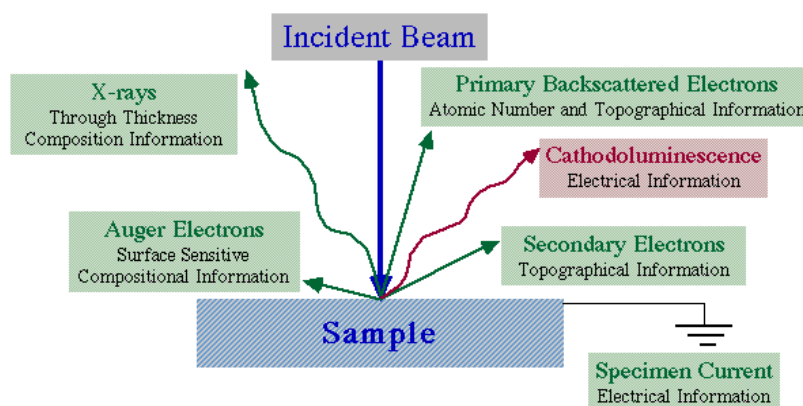 Incident Beam
X-rays
Through Thickness
Composition Information
Primary Backscattered Electrons
Atomic Number and Topographical Information
Cathodoluminescence
Electrical Information
Auger Electrons
Surface Sensitive
Compositional Information
Secondary Electrons
Topographical Information
Sample
Specimen Current
Electrical Information